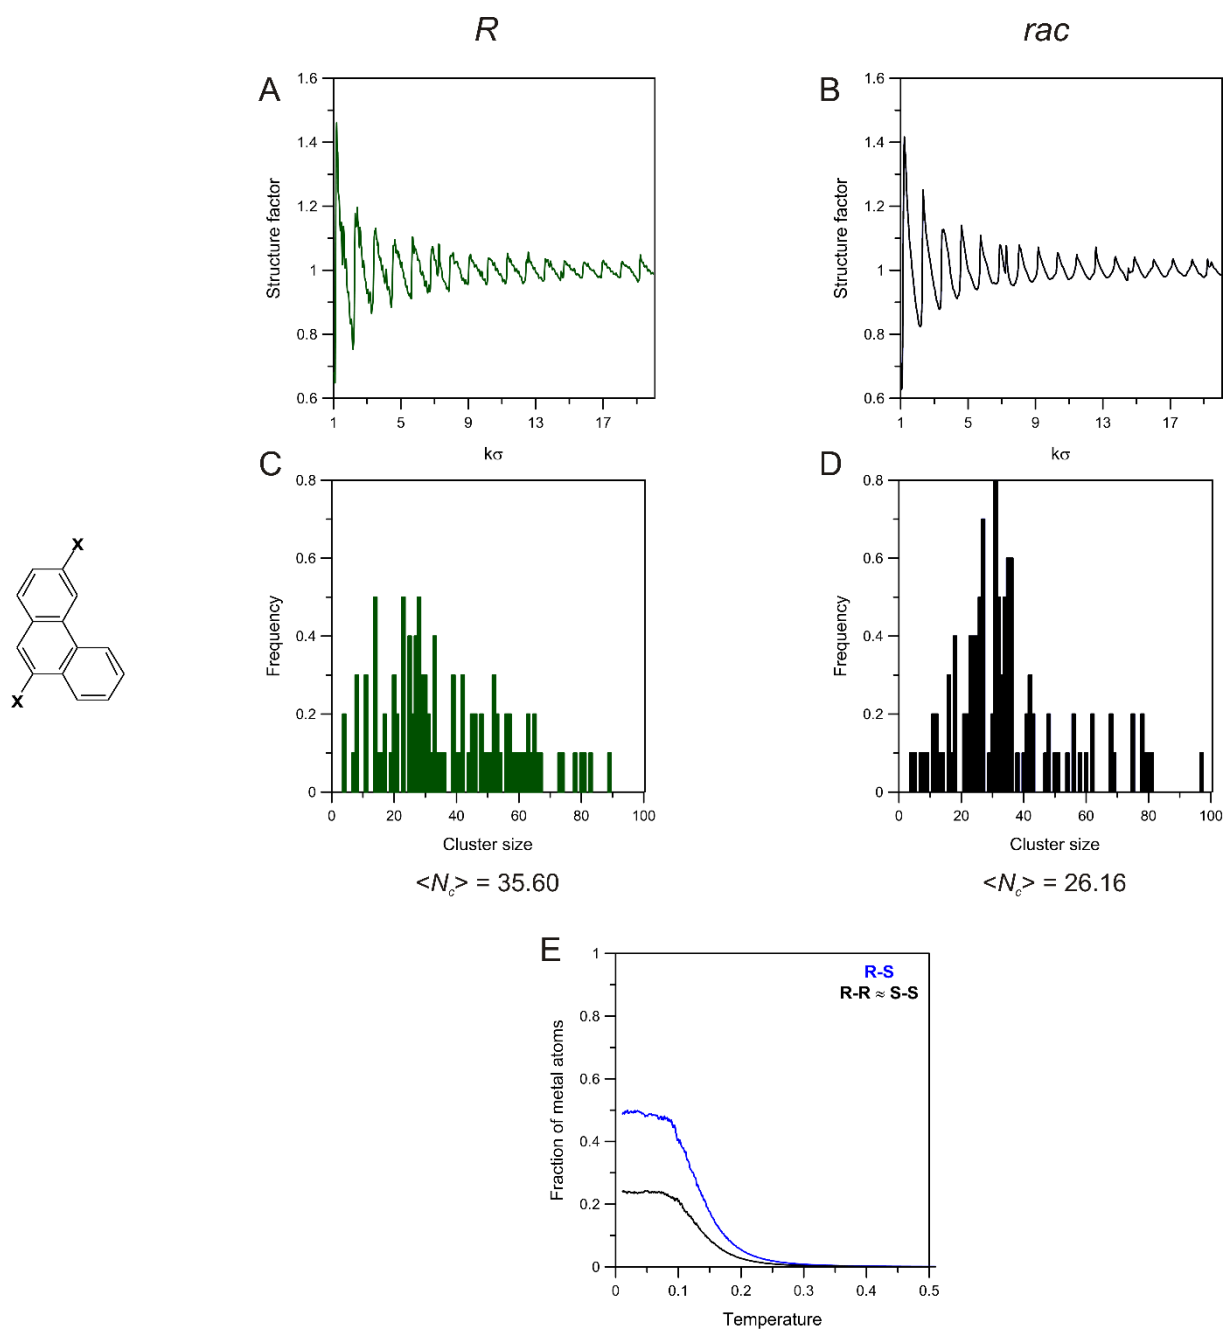 R
rac
A
B
1.6
1.4
1.2
1
0.8
0.6
Structure factor
1 5 9 13 17
kσ
1.6
1.4
1.2
1
0.8
0.6
Structure factor
1 5 9 13 17
kσ
C
D
0.8
0.6
0.4
0.2
0
Frequency
0 20 40 60 80 100
Cluster size
<N_c> = 35.60
0.8
0.6
0.4
0.2
0
Frequency
0 20 40 60 80 100
Cluster size
<N_c> = 26.16
X
X
E
1
0.8
0.6
0.4
0.2
0
Fraction of metal atoms
R-S
R-R ≈ S-S
0 0.1 0.2 0.3 0.4 0.5
Temperature